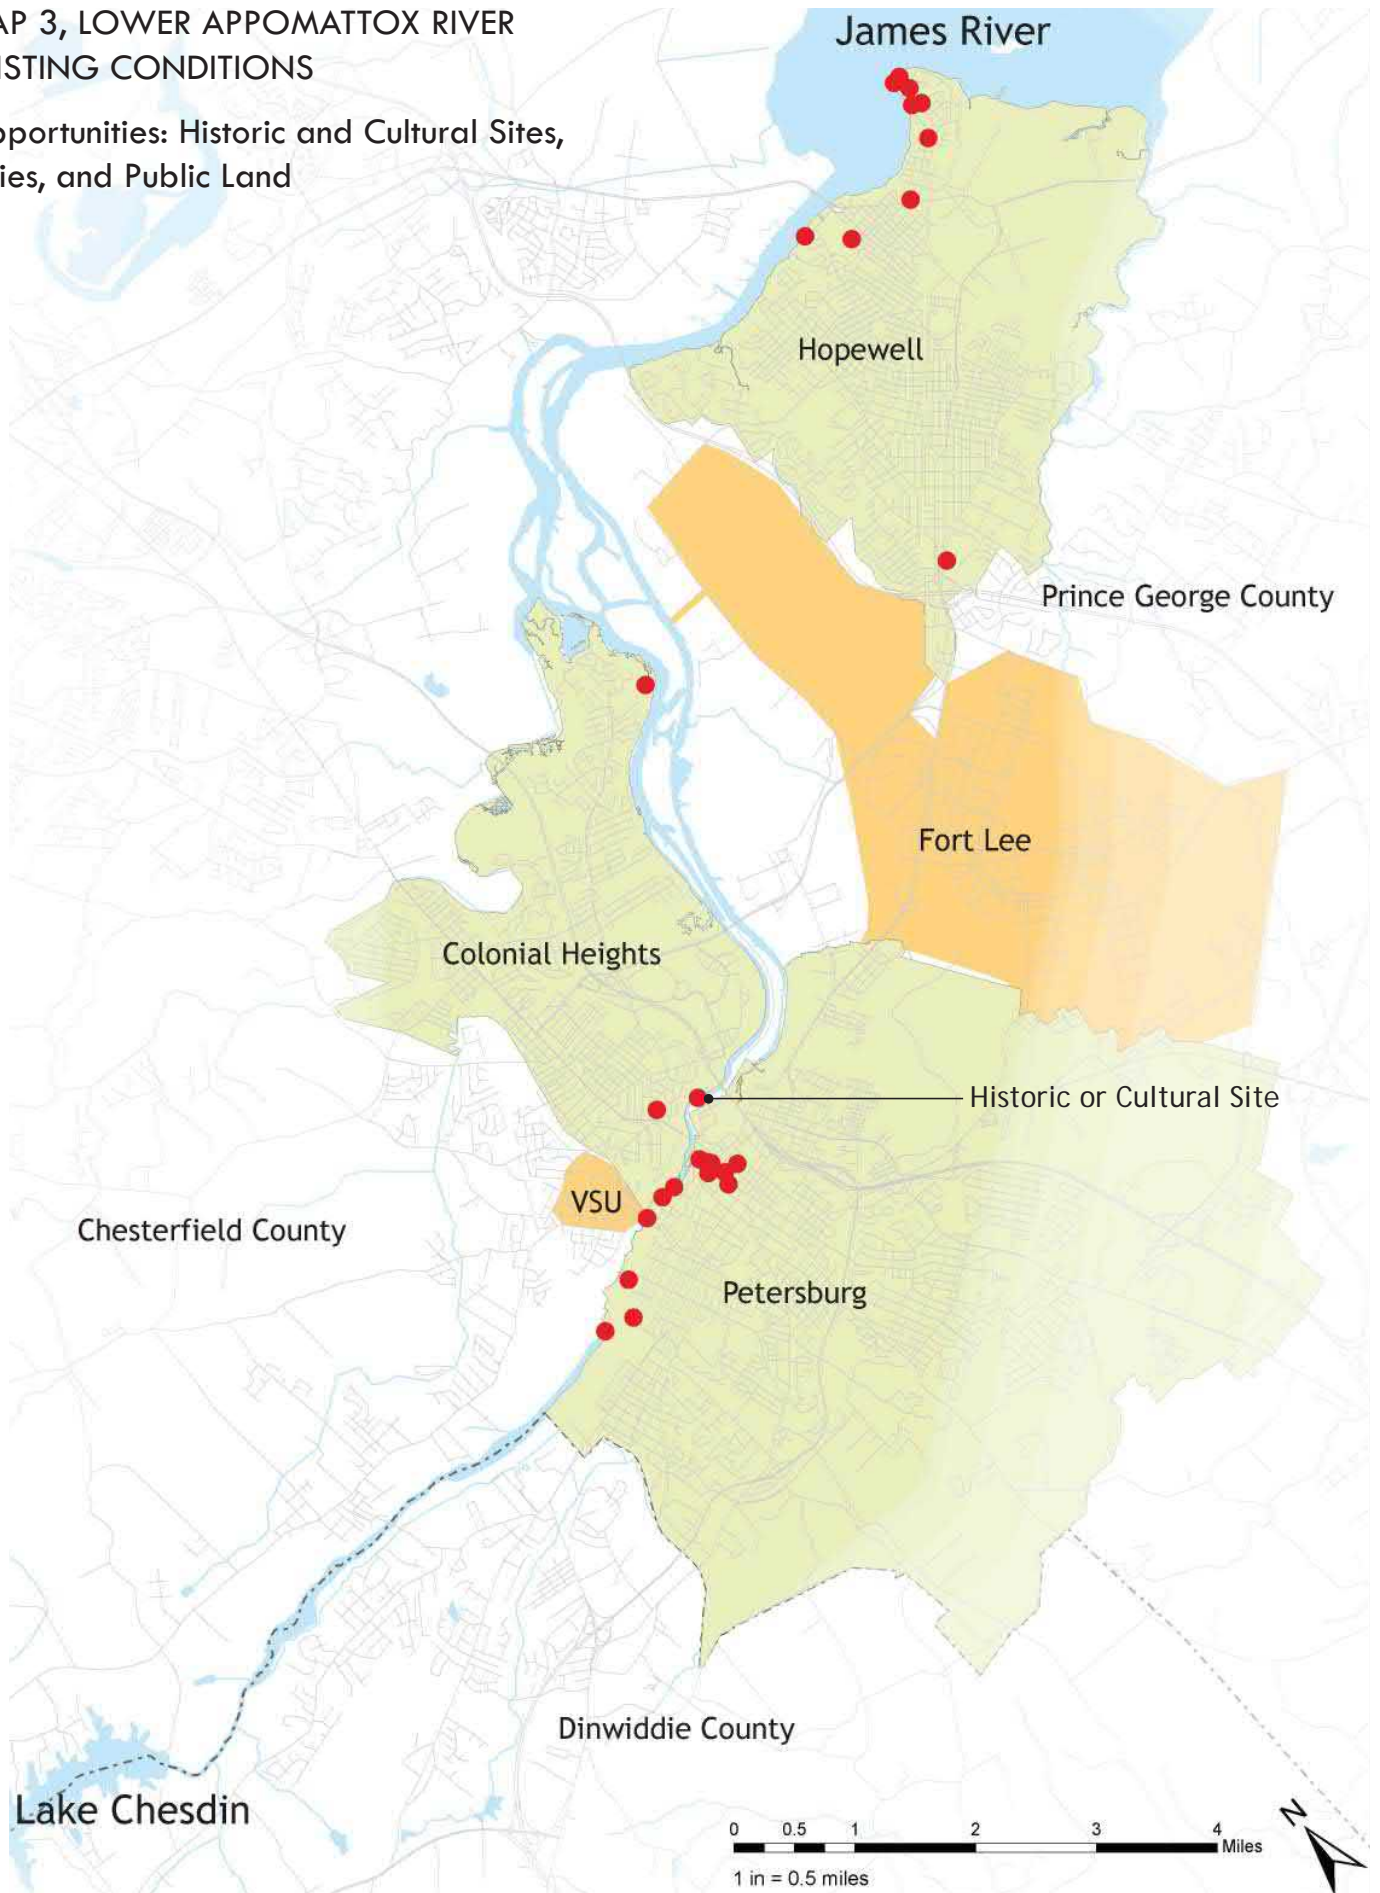 AP 3, LOWER APPOMATTOX RIVER
ISTING CONDITIONS
pportunities: Historic and Cultural Sites,
ies, and Public Land
James River
Hopewell
Prince George County
Fort Lee
Colonial Heights
Historic or Cultural Site
VSU
Chesterfield County
Petersburg
Dinwiddie County
Lake Chesdin
N
0 0.5 1 2 3 4
Miles
1 in = 0.5 miles